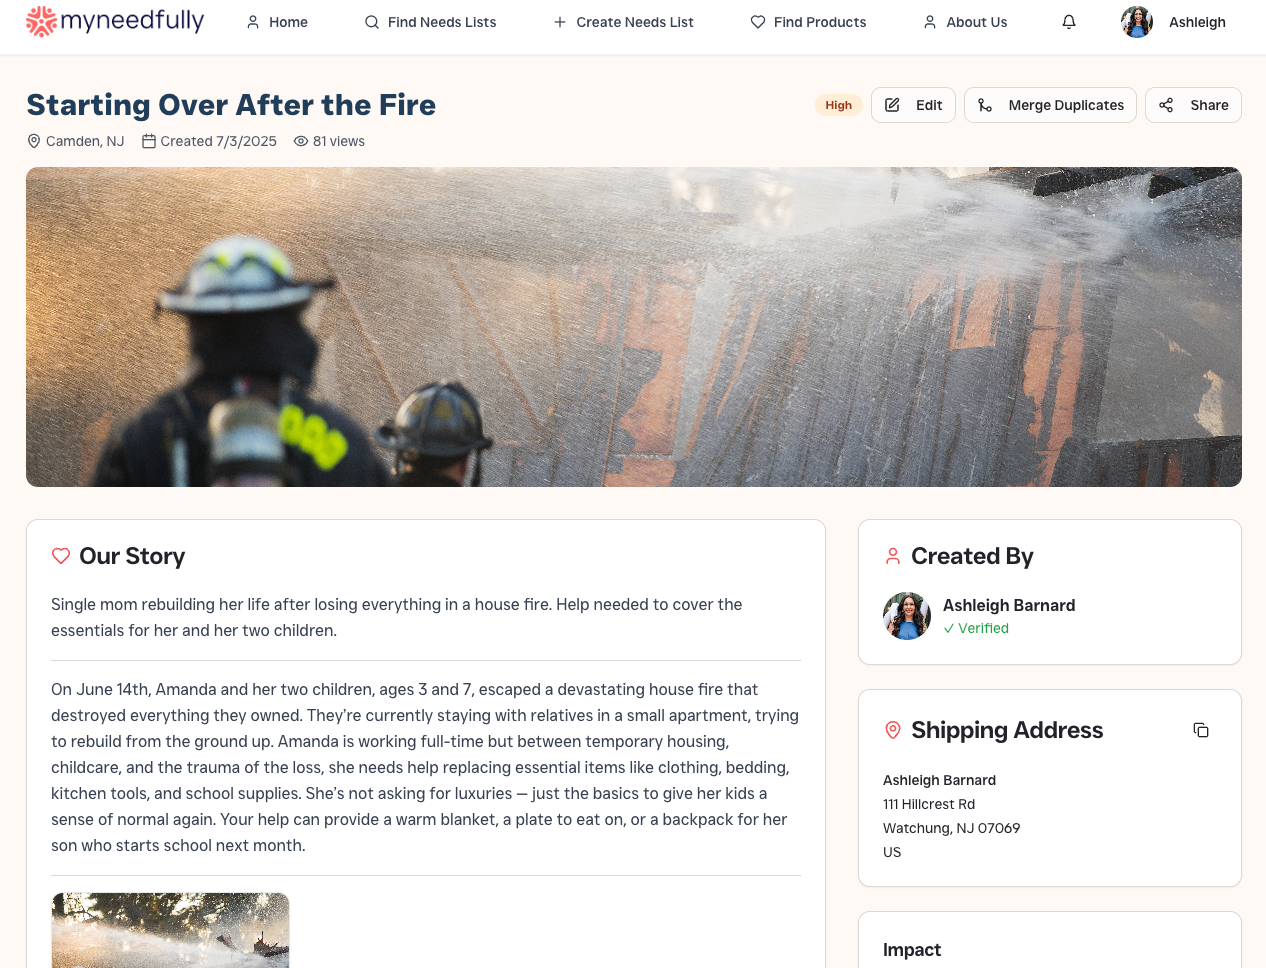 myneedfully
Home
Find Needs Lists
Create Needs List
Find Products
About Us
Ashleigh
Starting Over After the Fire
High
Edit
Merge Duplicates
Share
Camden, NJ
Created 7/3/2025
81 views
Our Story
Single mom rebuilding her life after losing everything in a house fire. Help needed to cover the
essentials for her and her two children.
On June 14th, Amanda and her two children, ages 3 and 7, escaped a devastating house fire that
destroyed everything they owned. They’re currently staying with relatives in a small apartment, trying
to rebuild from the ground up. Amanda is working full-time but between temporary housing,
childcare, and the trauma of the loss, she needs help replacing essential items like clothing, bedding,
kitchen tools, and school supplies. She’s not asking for luxuries — just the basics to give her kids a
sense of normal again. Your help can provide a warm blanket, a plate to eat on, or a backpack for her
son who starts school next month.
Created By
Ashleigh Barnard
✓ Verified
Shipping Address
Ashleigh Barnard
111 Hillcrest Rd
Watchung, NJ 07069
US
Impact